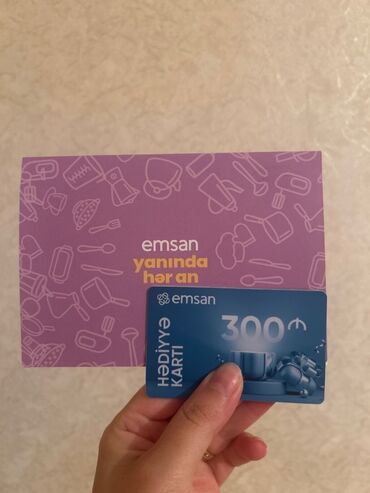 emsan
yanında
hər an
emsan
300 ₼
HƏDİYYƏ
KARTI